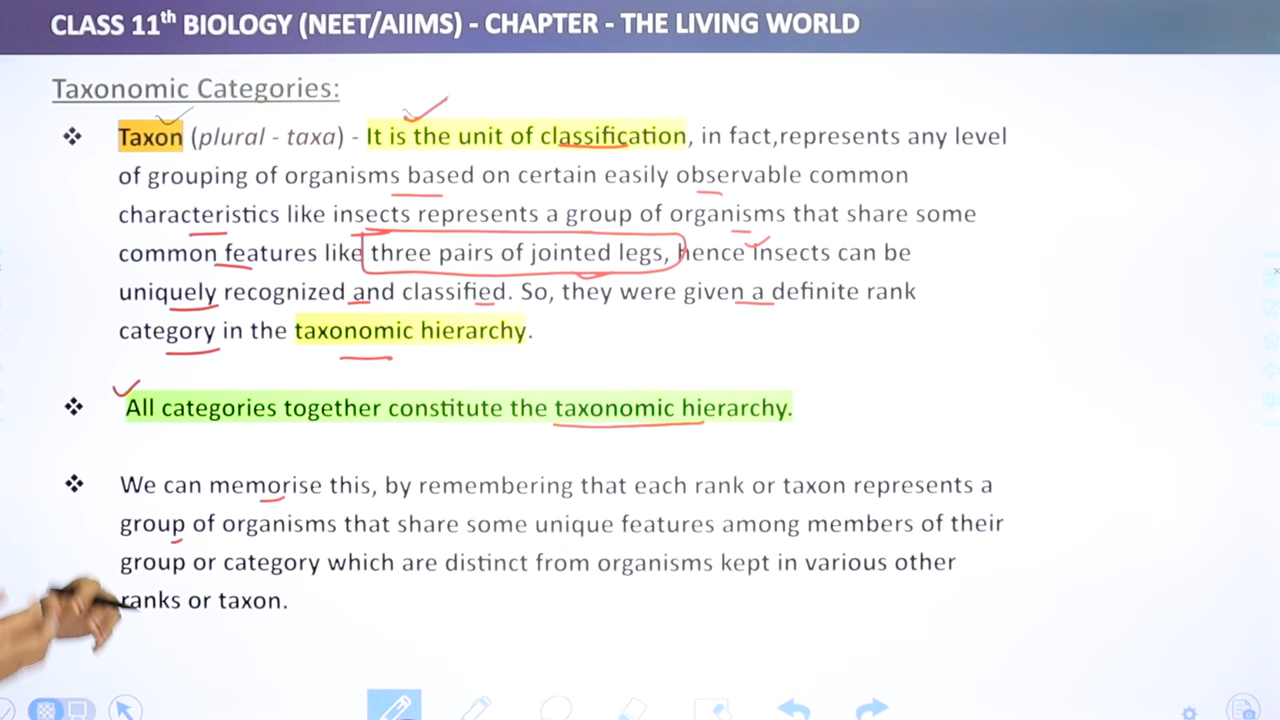 CLASS 11th BIOLOGY (NEET/AIIMS) - CHAPTER - THE LIVING WORLD
Taxonomic Categories:
❖ Taxon (plural - taxa) - It is the unit of classification, in fact,represents any level
of grouping of organisms based on certain easily observable common
characteristics like insects represents a group of organisms that share some
common features like three pairs of jointed legs, hence insects can be
uniquely recognized and classified. So, they were given a definite rank
category in the taxonomic hierarchy.
❖ All categories together constitute the taxonomic hierarchy.
❖ We can memorise this, by remembering that each rank or taxon represents a
group of organisms that share some unique features among members of their
group or category which are distinct from organisms kept in various other
ranks or taxon.